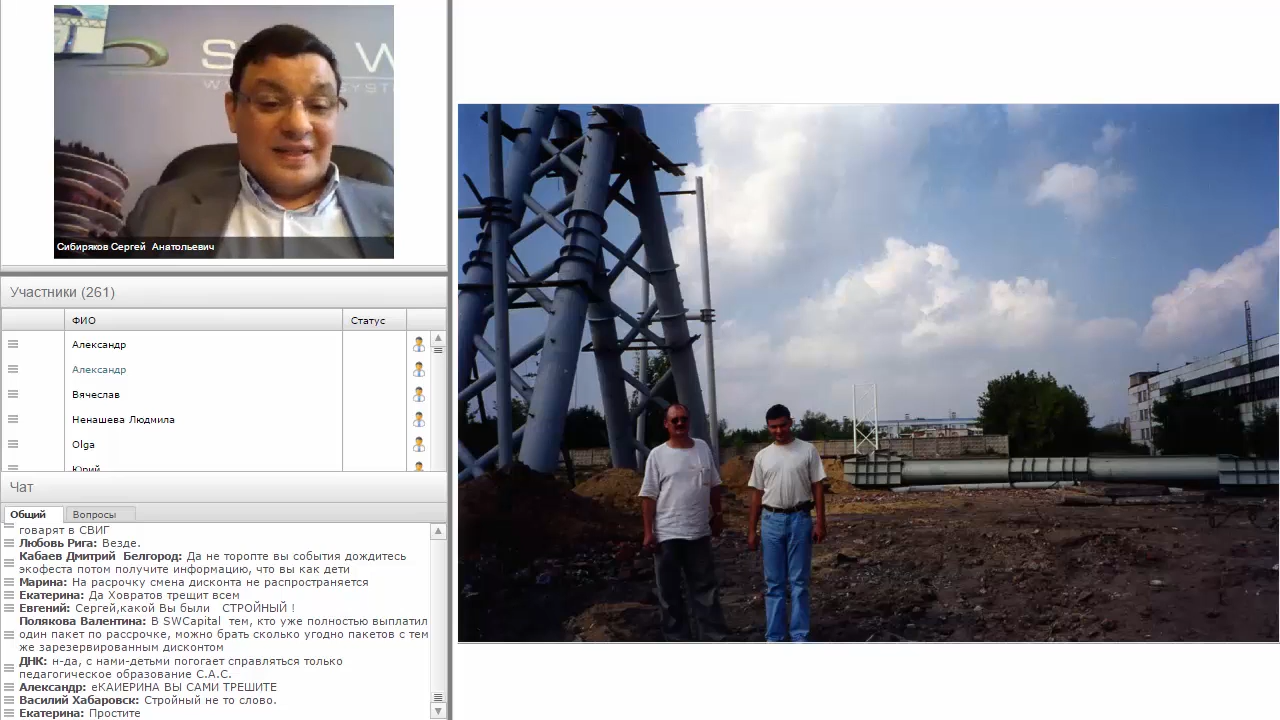 Сибиряков Сергей Анатольевич
Участники (261)
ФИО
Статус
Александр
Александр
Вячеслав
Ненашева Людмила
Olga
Юрий
Чат
Общий
Вопросы
говарят в СВИГ
Любовь Рига: Везде.
Кабаев Дмитрий Белгород: Да не торопте вы события дождитесь
экофеста потом получите информацию, что вы как дети
Марина: На расрочку смена дисконта не распространяется
Екатерина: Да Ховратов трещит всем
Евгений: Сергей,какой Вы были СТРОЙНЫЙ !
Полякова Валентина: В SWCapital тем, кто уже полностью выплатил
один пакет по рассрочке, можно брать сколько угодно пакетов с тем
же зарезервированным дисконтом
ДНК: н-да, с нами-детьми погогает справляться только
педагогическое образование С.А.С.
Александр: еКАИЕРИНА ВЫ САМИ ТРЕШИТЕ
Василий Хабаровск: Стройный не то слово.
Екатерина: Простите